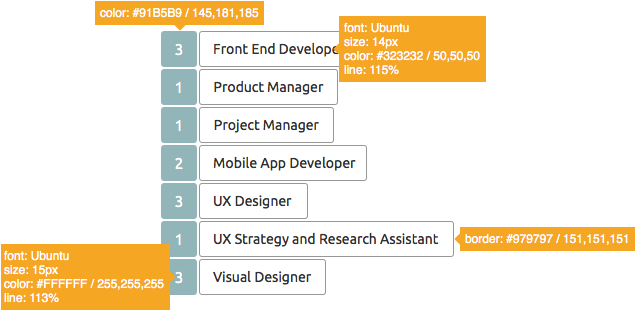 color: #91B5B9 / 145,181,185
font: Ubuntu
size: 14px
color: #323232 / 50,50,50
line: 115%
3 Front End Develope
1 Product Manager
1 Project Manager
2 Mobile App Developer
3 UX Designer
1 UX Strategy and Research Assistant
border: #979797 / 151,151,151
font: Ubuntu
size: 15px
color: #FFFFFF / 255,255,255
line: 113%
3 Visual Designer